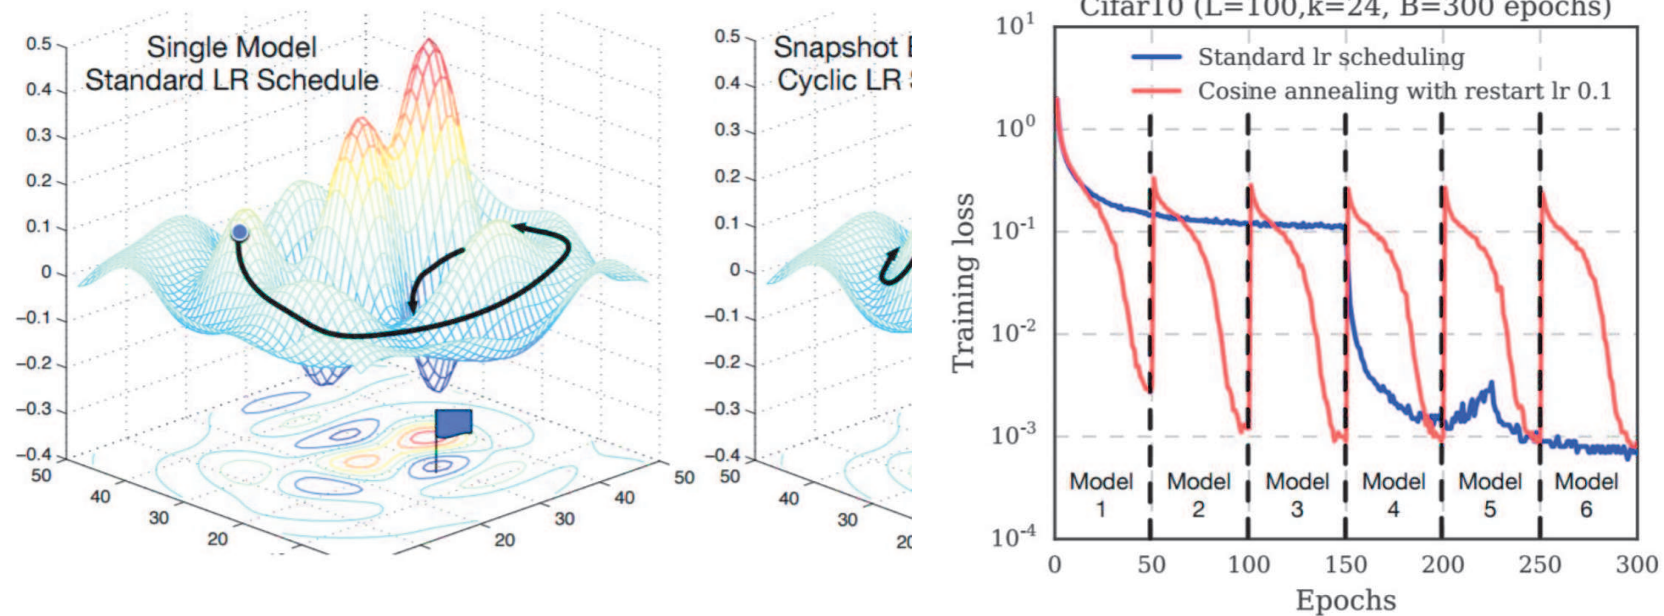 Single Model
Standard LR Schedule
0.5
0.4
0.3
0.2
0.1
0
−0.1
−0.2
−0.3
−0.4
50
40
30
20
20
30
40
50
Snapshot
Cyclic LR
0.5
0.4
0.3
0.2
0.1
0
−0.1
−0.2
−0.3
−0.4
50
40
30
20
Cifar10 (L=100,k=24, B=300 epochs)
Standard lr scheduling
Cosine annealing with restart lr 0.1
Training loss
10^1
10^0
10^-1
10^-2
10^-3
10^-4
Model 1
Model 2
Model 3
Model 4
Model 5
Model 6
0 50 100 150 200 250 300
Epochs